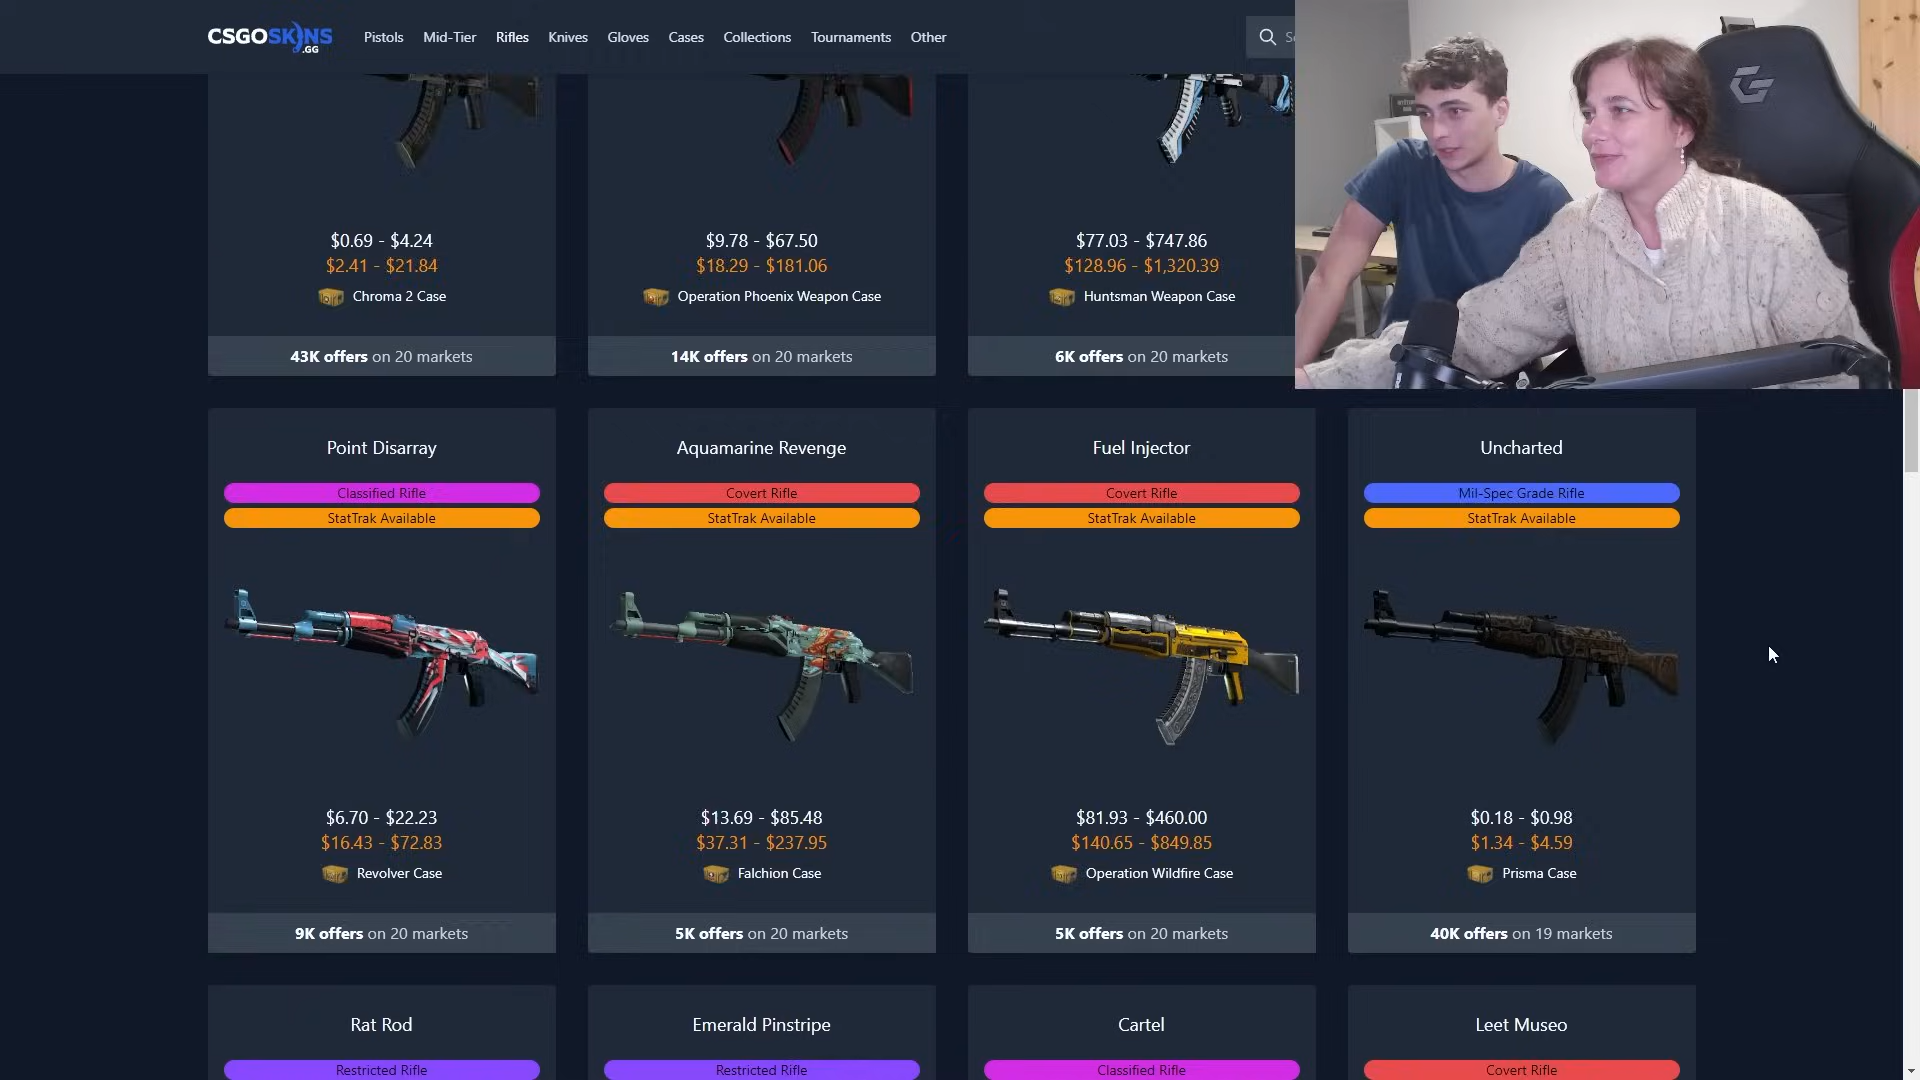 CSGOSKINS
.GG
Pistols
Mid-Tier
Rifles
Knives
Gloves
Cases
Collections
Tournaments
Other
$0.69 - $4.24
$2.41 - $21.84
Chroma 2 Case
43K offers on 20 markets
$9.78 - $67.50
$18.29 - $181.06
Operation Phoenix Weapon Case
14K offers on 20 markets
$77.03 - $747.86
$128.96 - $1,320.39
Huntsman Weapon Case
6K offers on 20 markets
Point Disarray
Classified Rifle
StatTrak Available
$6.70 - $22.23
$16.43 - $72.83
Revolver Case
9K offers on 20 markets
Aquamarine Revenge
Covert Rifle
StatTrak Available
$13.69 - $85.48
$37.31 - $237.95
Falchion Case
5K offers on 20 markets
Fuel Injector
Covert Rifle
StatTrak Available
$81.93 - $460.00
$140.65 - $849.85
Operation Wildfire Case
5K offers on 20 markets
Uncharted
Mil-Spec Grade Rifle
StatTrak Available
$0.18 - $0.98
$1.34 - $4.59
Prisma Case
40K offers on 19 markets
Rat Rod
Restricted Rifle
Emerald Pinstripe
Restricted Rifle
Cartel
Classified Rifle
Leet Museo
Covert Rifle